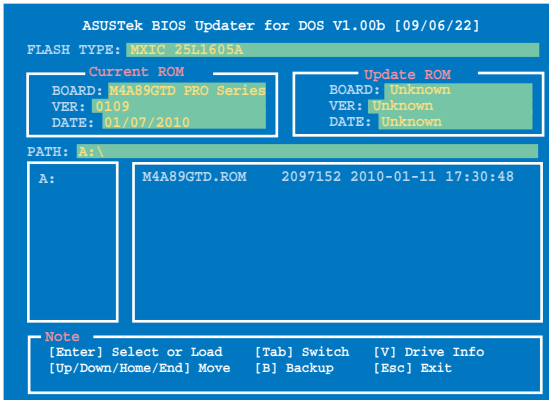 ASUSTek BIOS Updater for DOS V1.00b [09/06/22]
FLASH TYPE: MXIC 25L1605A
Current ROM
BOARD: M4A89GTD PRO Series
VER: 0109
DATE: 01/07/2010
Update ROM
BOARD: Unknown
VER: Unknown
DATE: Unknown
PATH: A:\
A:
M4A89GTD.ROM 2097152 2010-01-11 17:30:48
Note
[Enter] Select or Load [Tab] Switch [V] Drive Info
[Up/Down/Home/End] Move [B] Backup [Esc] Exit